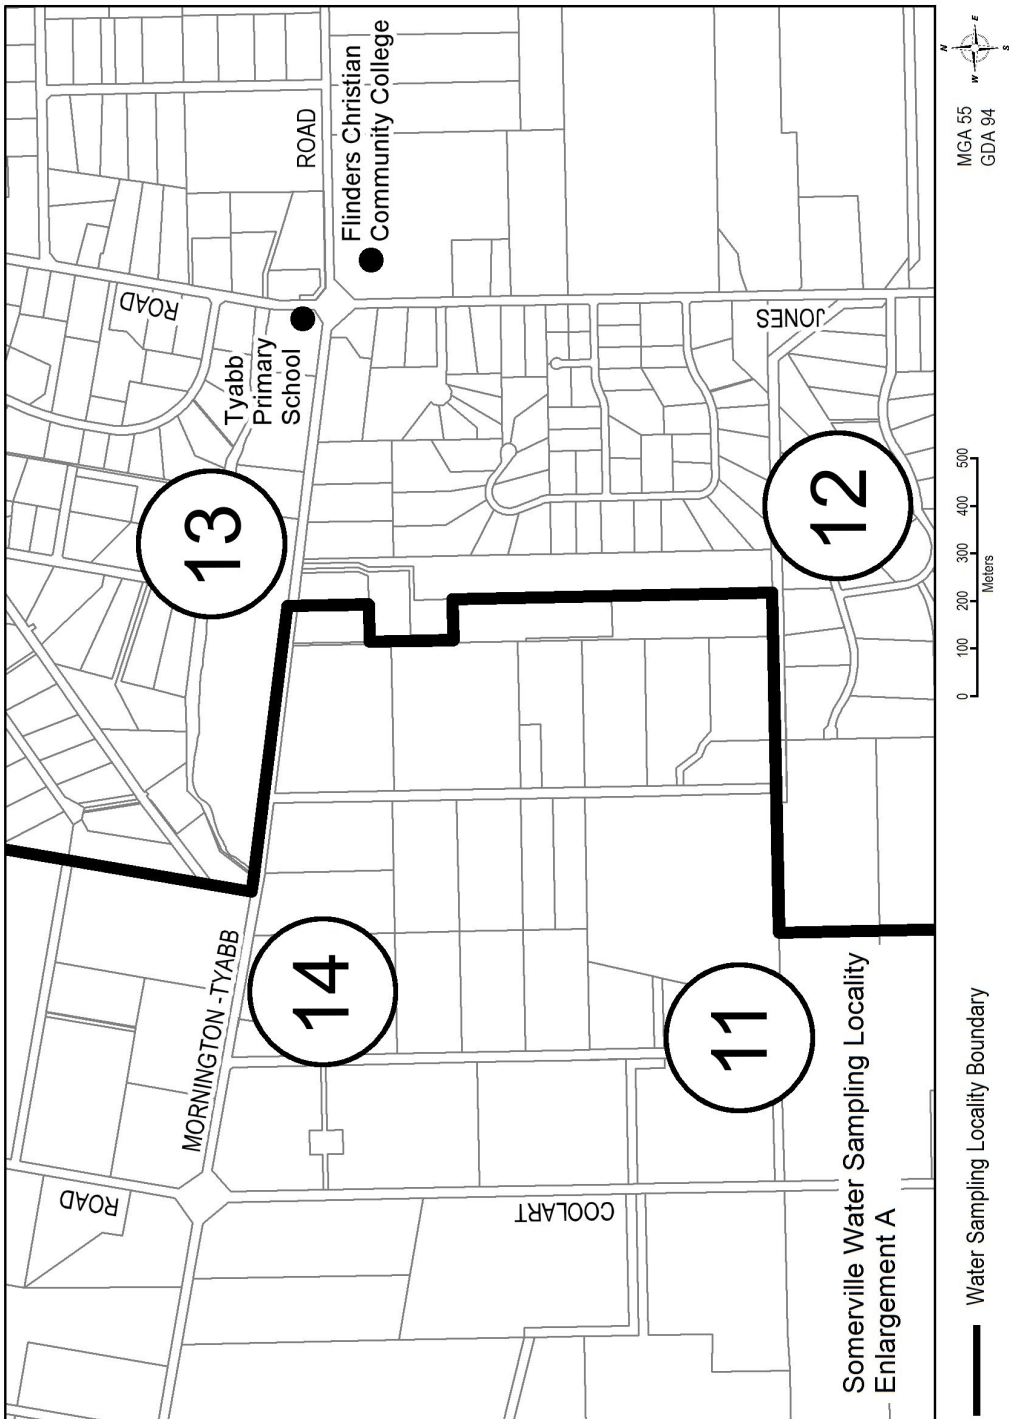 ROAD
Flinders Christian
Community College
ROAD
Tyabb
Primary
School
JONES
13
12
14
11
MORNINGTON - TYABB
ROAD
COOLART
Somerville Water Sampling Locality
Enlargement A
Water Sampling Locality Boundary
0 100 200 300 400 500
Meters
MGA 55
GDA 94
N
E
S
W